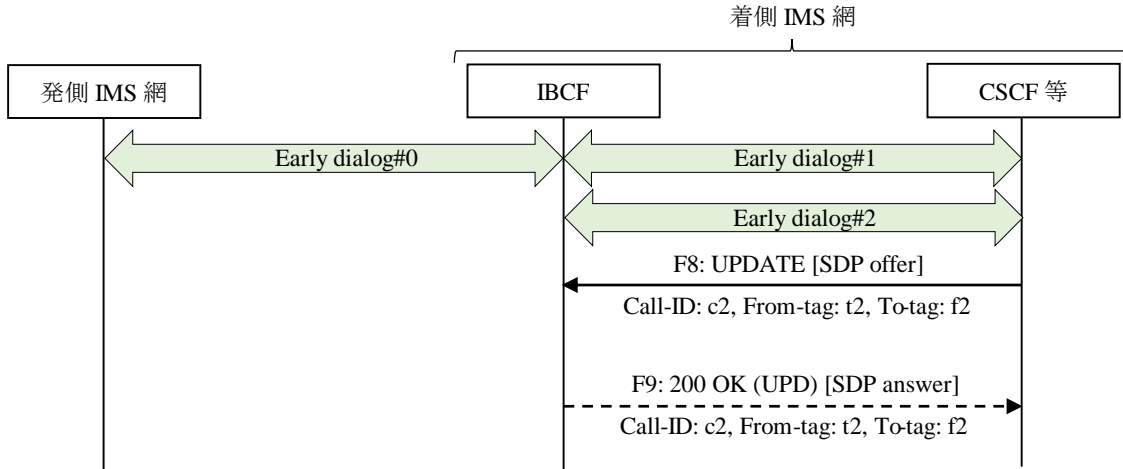 着側 IMS 網
発側 IMS 網
IBCF
CSCF 等
Early dialog#0
Early dialog#1
Early dialog#2
F8: UPDATE [SDP offer]
Call-ID: c2, From-tag: t2, To-tag: f2
F9: 200 OK (UPD) [SDP answer]
Call-ID: c2, From-tag: t2, To-tag: f2